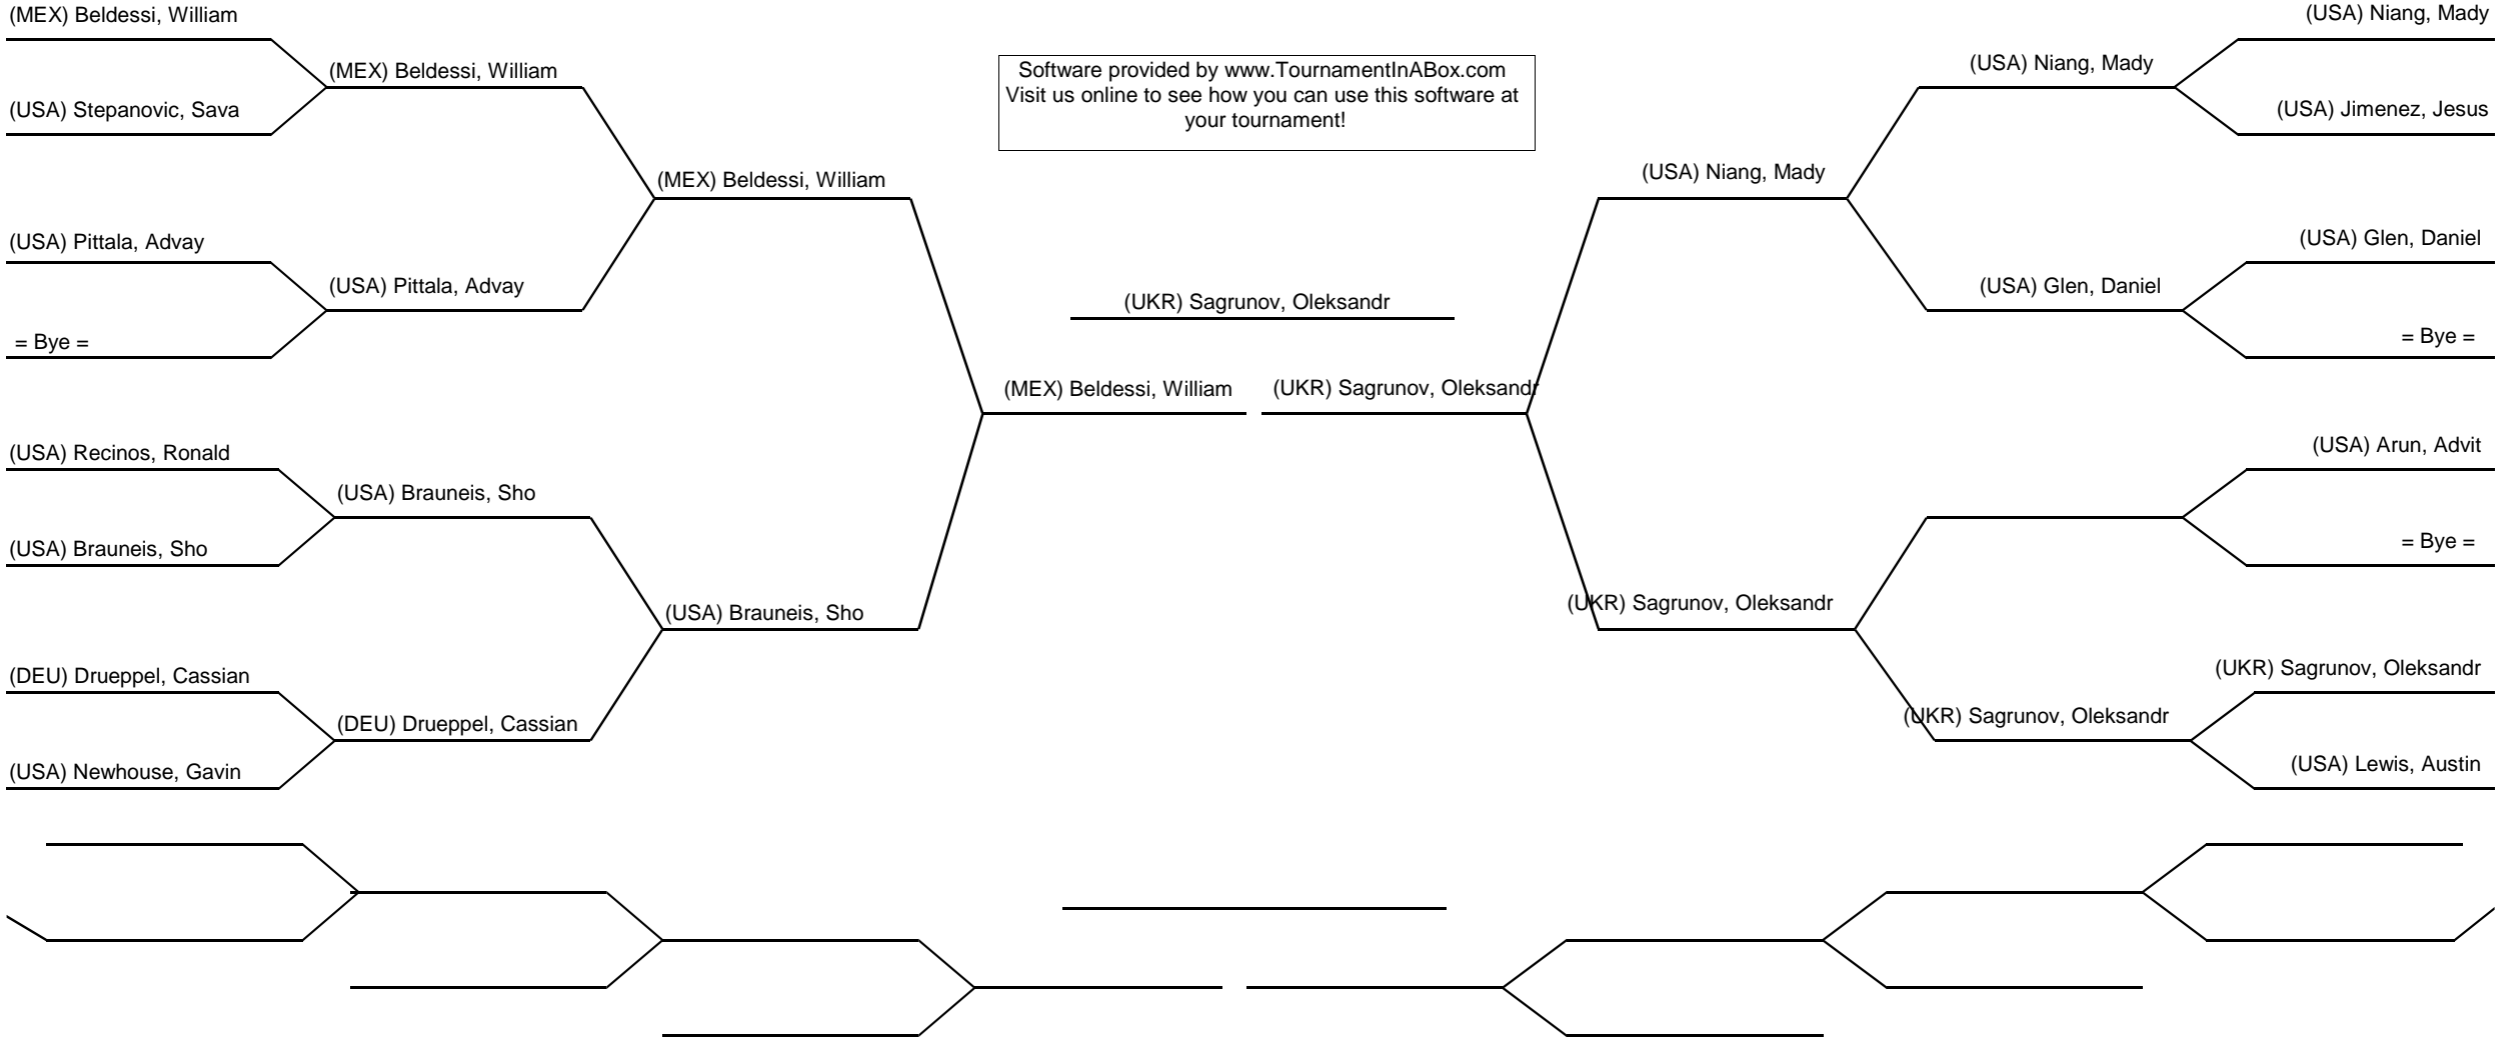 (MEX) Beldessi, William
(USA) Stepanovic, Sava
(USA) Pittala, Advay
= Bye =
(USA) Recinos, Ronald
(USA) Brauneis, Sho
(DEU) Drueppel, Cassian
(USA) Newhouse, Gavin
(MEX) Beldessi, William
(USA) Pittala, Advay
(USA) Brauneis, Sho
(DEU) Drueppel, Cassian
(MEX) Beldessi, William
(USA) Brauneis, Sho
Software provided by www.TournamentInABox.com
Visit us online to see how you can use this software at
your tournament!
(UKR) Sagrunov, Oleksandr
(MEX) Beldessi, William
(UKR) Sagrunov, Oleksandr
(USA) Niang, Mady
(UKR) Sagrunov, Oleksandr
(USA) Niang, Mady
(USA) Glen, Daniel
(UKR) Sagrunov, Oleksandr
(USA) Niang, Mady
(USA) Jimenez, Jesus
(USA) Glen, Daniel
= Bye =
(USA) Arun, Advit
= Bye =
(UKR) Sagrunov, Oleksandr
(USA) Lewis, Austin